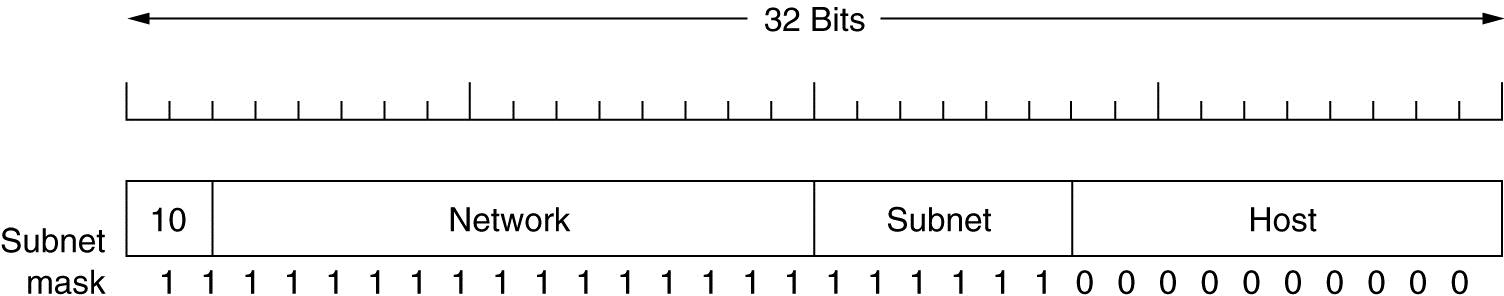 32 Bits
10 Network Subnet Host
Subnet
mask 1 1 1 1 1 1 1 1 1 1 1 1 1 1 1 1 1 1 1 1 1 1 0 0 0 0 0 0 0 0 0 0